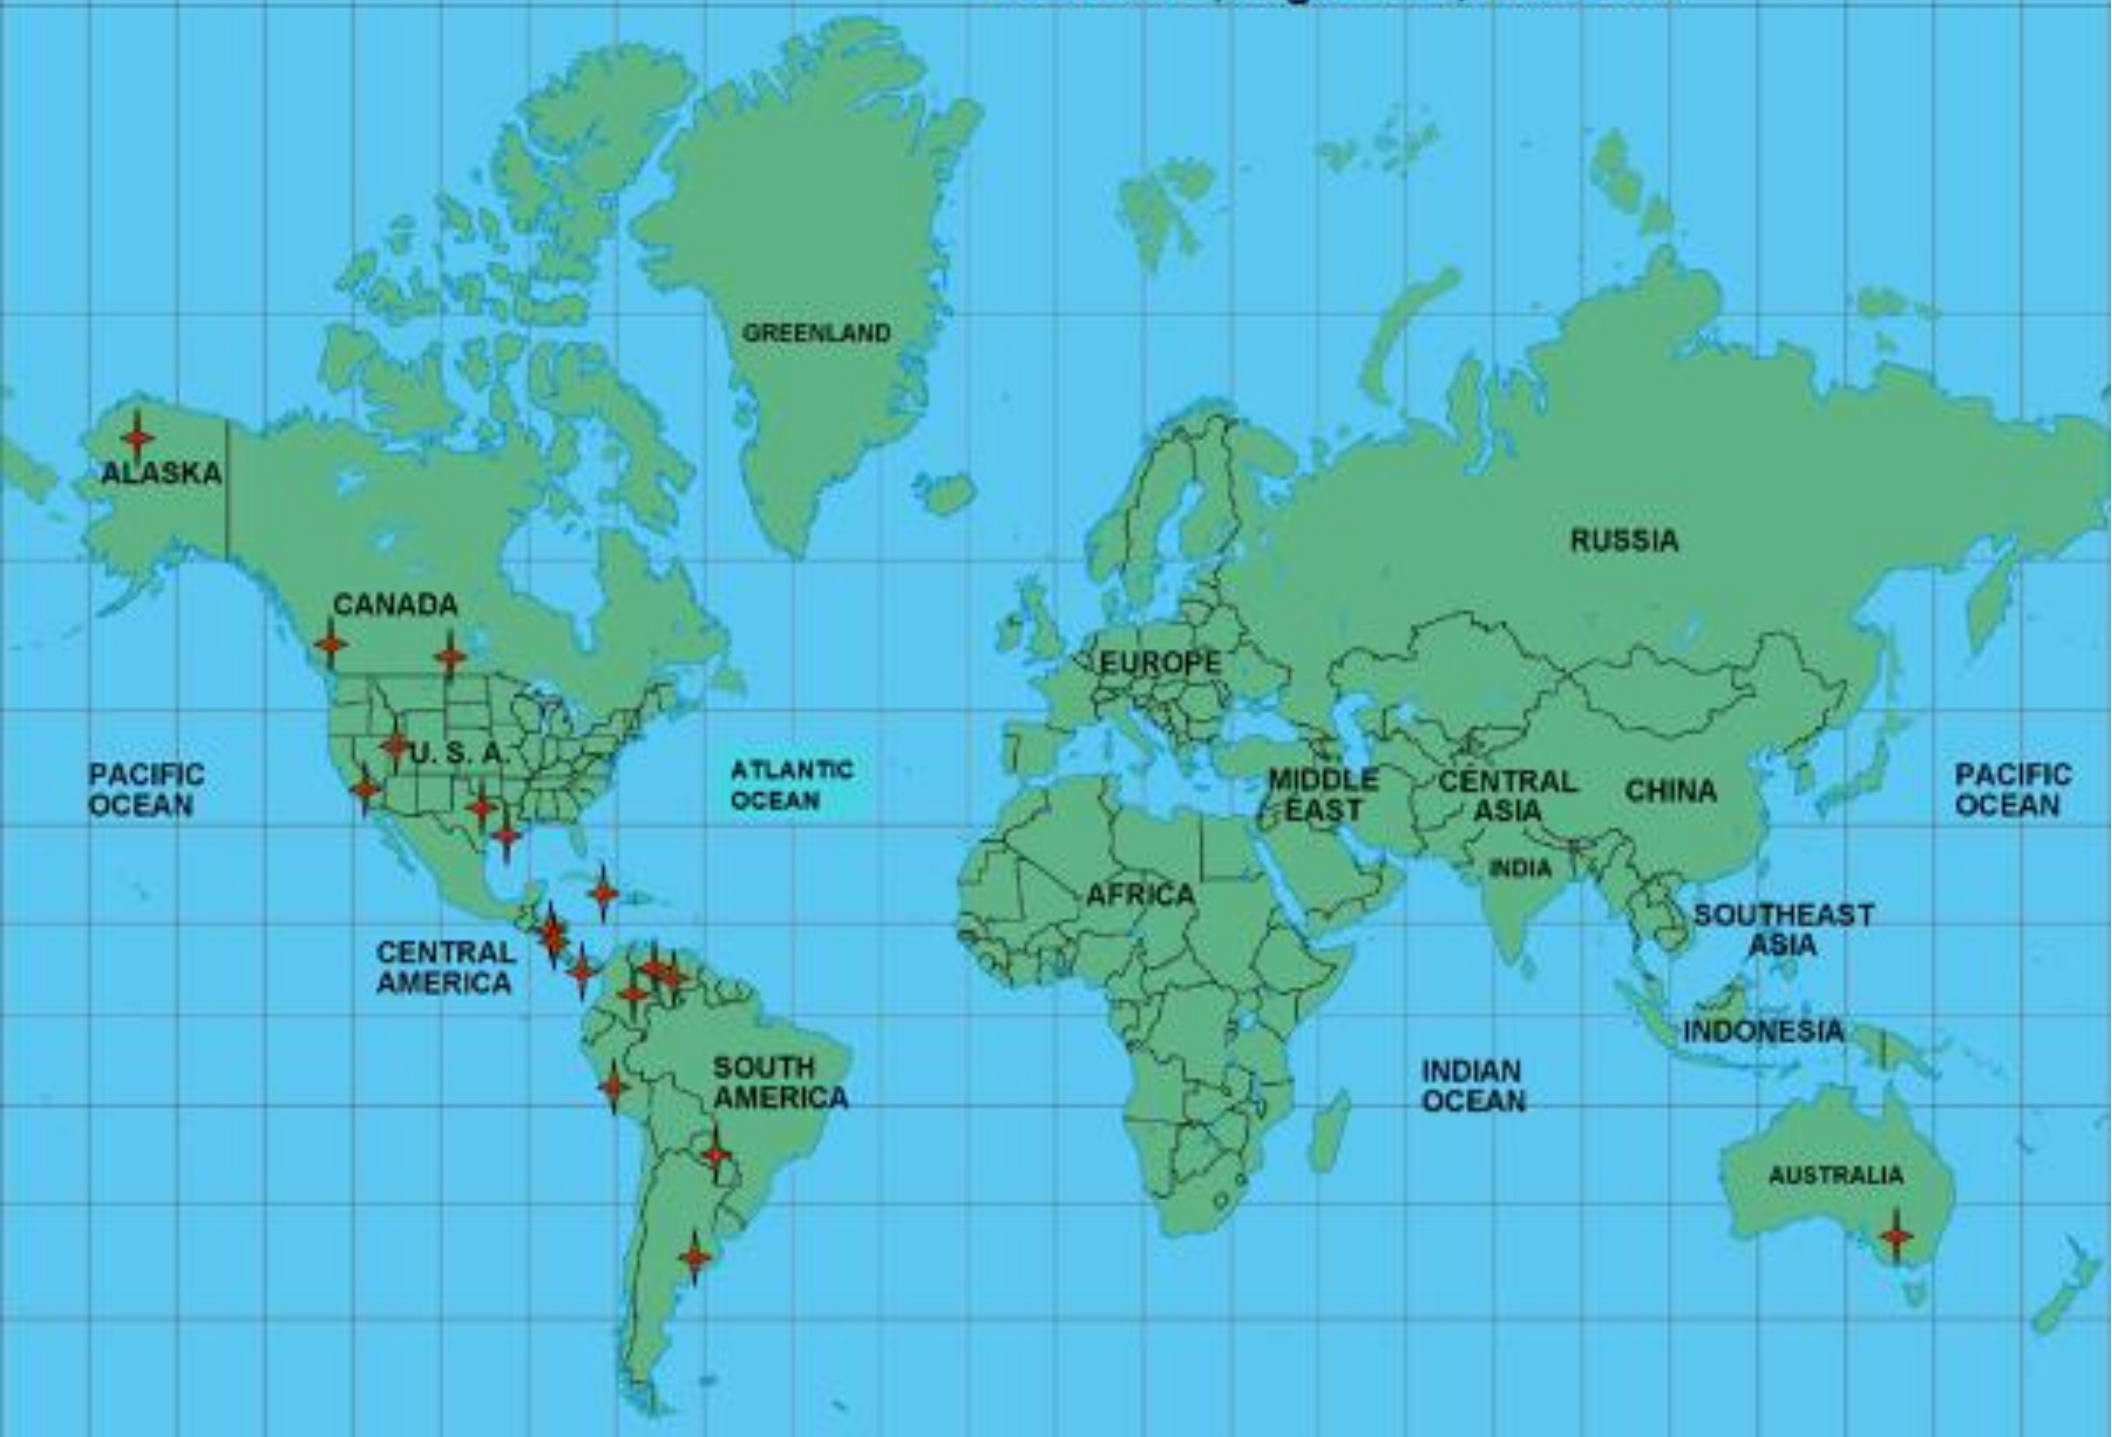 GREENLAND
ALASKA
RUSSIA
CANADA
EUROPE
U. S. A.
PACIFIC
OCEAN
ATLANTIC
OCEAN
MIDDLE
EAST
CENTRAL
ASIA
CHINA
PACIFIC
OCEAN
INDIA
AFRICA
SOUTHEAST
ASIA
CENTRAL
AMERICA
INDONESIA
SOUTH
AMERICA
INDIAN
OCEAN
AUSTRALIA